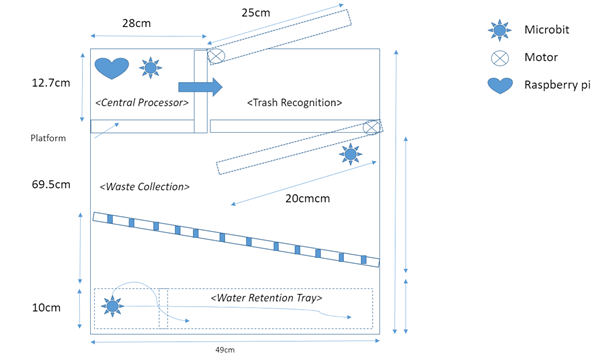 28cm
25cm
Microbit
Motor
Raspberry pi
12.7cm
<Central Processor>
<Trash Recognition>
Platform
69.5cm
<Waste Collection>
20cmcm
10cm
<Water Retention Tray>
49cm